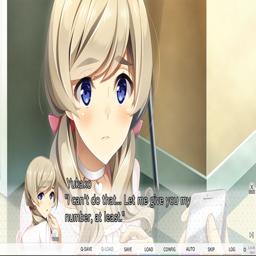 Yukako
"I can't do that... Let me give you my
number, at least."
Q-SAVE Q-LOAD SAVE LOAD CONFIG AUTO SKIP LOG